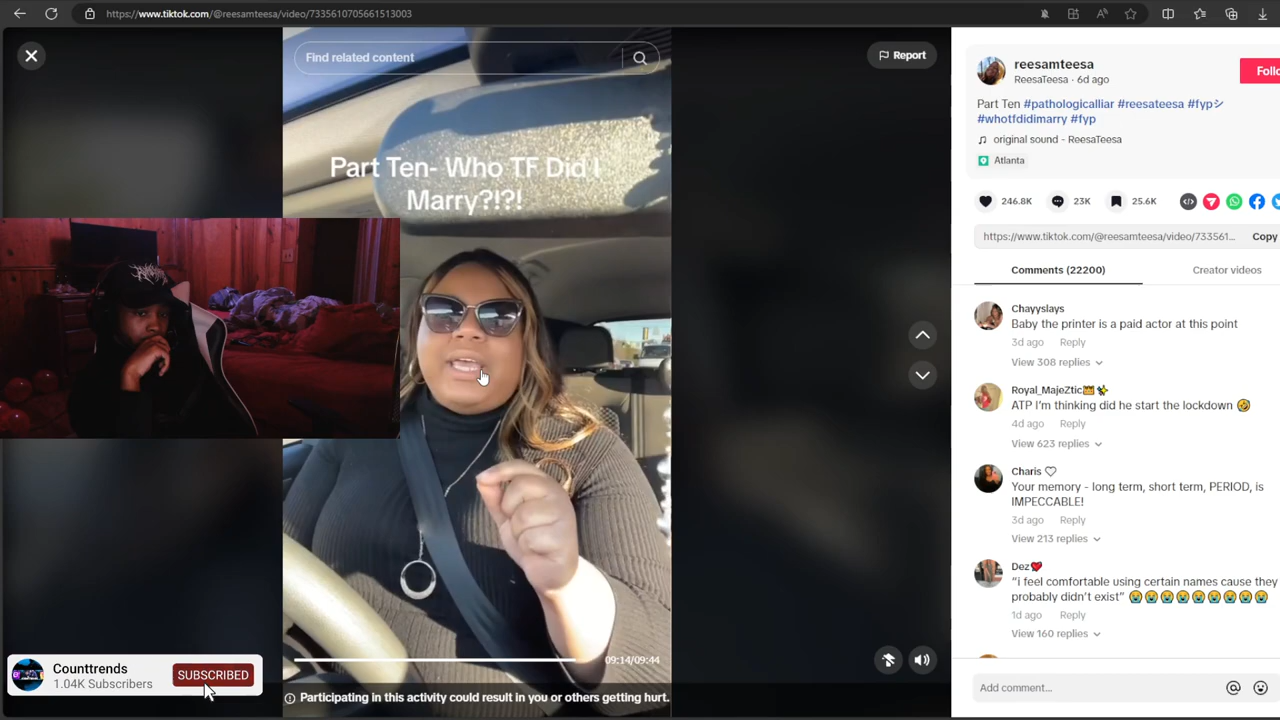 https://www.tiktok.com/@reesamteesa/video/7335610705661513003
Find related content
Report
Part Ten- Who TF Did I
Marry?!?!
09:14/09:44
Participating in this activity could result in you or others getting hurt.
Counttrends
1.04K Subscribers
SUBSCRIBED
reesamteesa
ReesaTeesa · 6d ago
Follo
Part Ten #pathologicalliar #reesateesa #fypシ
#whotfdidimarry #fyp
original sound - ReesaTeesa
Atlanta
246.8K
23K
25.6K
https://www.tiktok.com/@reesamteesa/video/733561...
Copy
Comments (22200)
Creator videos
Chayyslays
Baby the printer is a paid actor at this point
3d ago Reply
View 308 replies
Royal_MajeZtic👑🌟
ATP I'm thinking did he start the lockdown 🤣
4d ago Reply
View 623 replies
Charis ♡
Your memory - long term, short term, PERIOD, is
IMPECCABLE!
3d ago Reply
View 213 replies
Dez❤️
“i feel comfortable using certain names cause they
probably didn't exist” 😭😭😭😭😭😭😭😭😭
1d ago Reply
View 160 replies
Add comment...